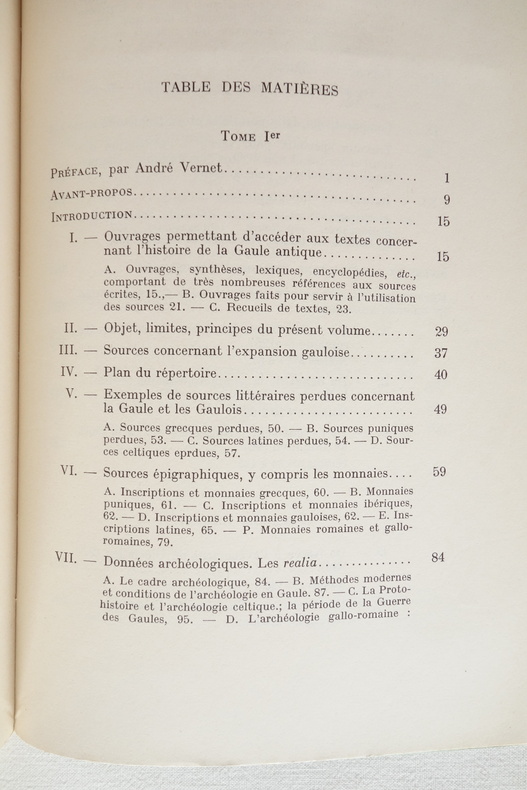 TABLE DES MATIÈRES
TOME Ier
PRÉFACE, par André Vernet.............................. 1
AVANT-PROPOS........................................ 9
INTRODUCTION........................................ 15
I. — Ouvrages permettant d'accéder aux textes concer-
nant l'histoire de la Gaule antique............. 15
A. Ouvrages, synthèses, lexiques, encyclopédies, etc.,
comportant de très nombreuses références aux sources
écrites, 15.,— B. Ouvrages faits pour servir à l'utilisation
des sources 21. — C. Recueils de textes, 23.
II. — Objet, limites, principes du présent volume....... 29
III. — Sources concernant l'expansion gauloise.......... 37
IV. — Plan du répertoire............................ 40
V. — Exemples de sources littéraires perdues concernant
la Gaule et les Gaulois........................ 49
A. Sources grecques perdues, 50. — B. Sources puniques
perdues, 53. — C. Sources latines perdues, 54. — D. Sour-
ces celtiques eprdues, 57.
VI. — Sources épigraphiques, y compris les monnaies.... 59
A. Inscriptions et monnaies grecques, 60. — B. Monnaies
puniques, 61. — C. Inscriptions et monnaies ibériques,
62. — D. Inscriptions et monnaies gauloises, 62. — E. Ins-
criptions latines, 65. — P. Monnaies romaines et gallo-
romaines, 79.
VII. — Données archéologiques. Les realia.............. 84
A. Le cadre archéologique, 84. — B. Méthodes modernes
et conditions de l'archéologie en Gaule. 87. — C. La Proto-
histoire et l'archéologie celtique.; la période de la Guerre
des Gaules, 95. — D. L'archéologie gallo-romaine :